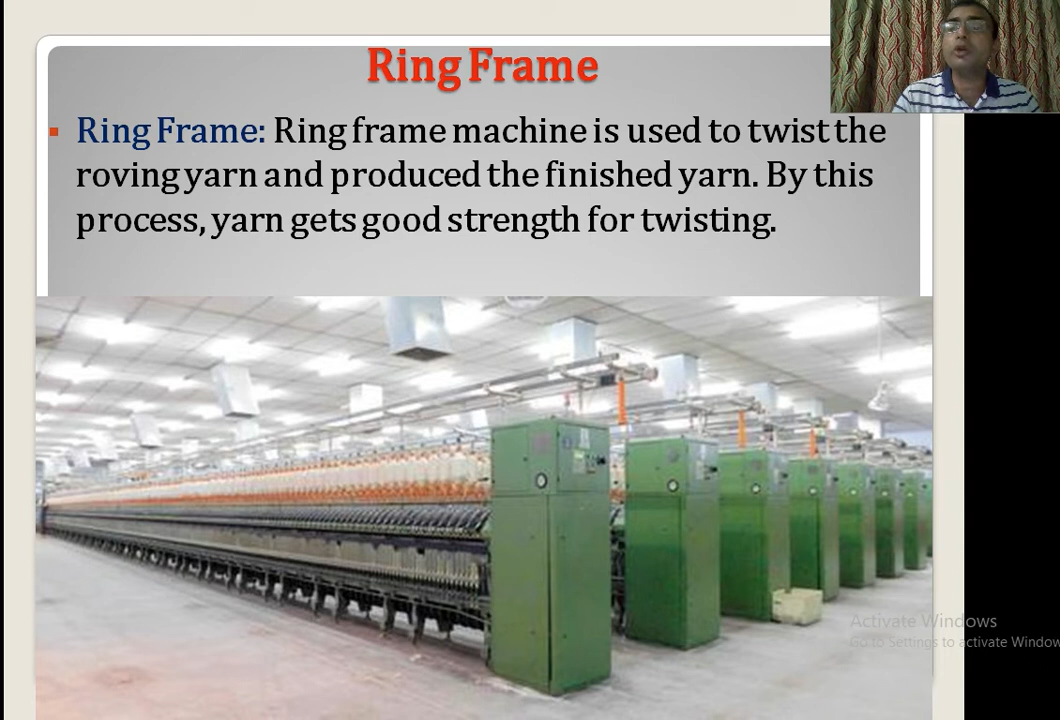 Ring Frame
▪ Ring Frame: Ring frame machine is used to twist the
roving yarn and produced the finished yarn. By this
process, yarn gets good strength for twisting.
Activate Windows
Go to Settings to activate Window